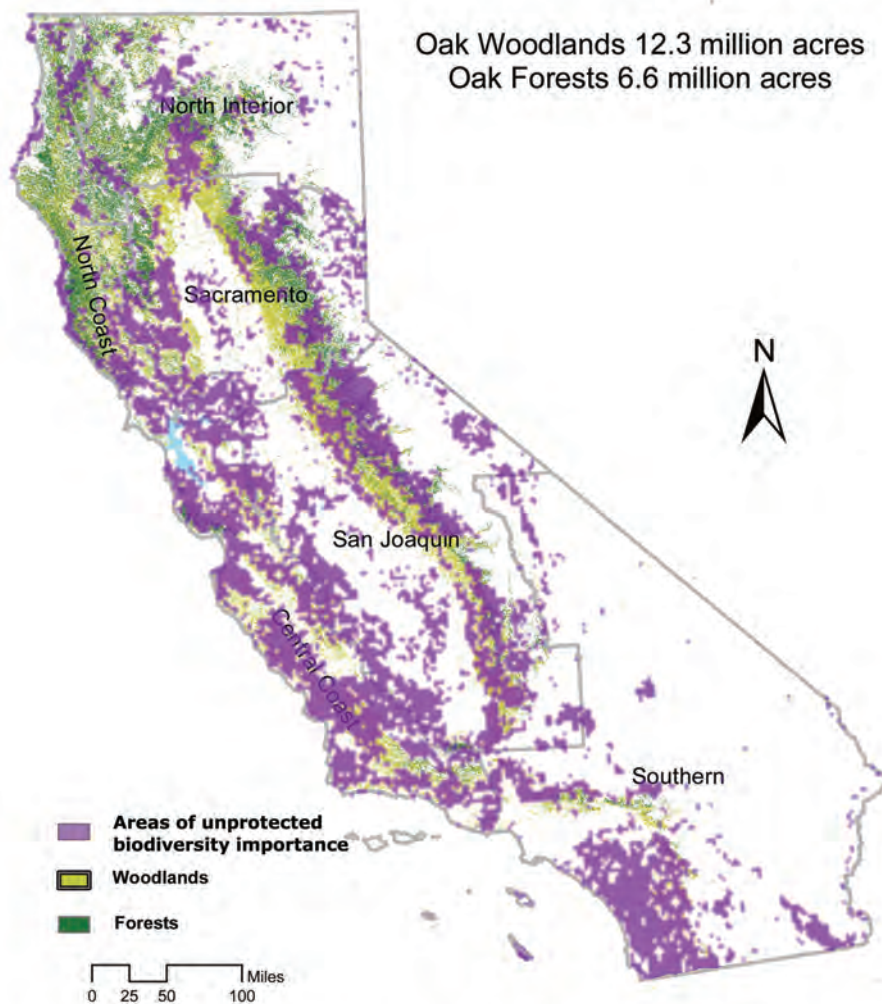 Oak Woodlands 12.3 million acres
Oak Forests 6.6 million acres
North Interior
North Coast
Sacramento
N
San Joaquin
Central Coast
Southern
Areas of unprotected
biodiversity importance
Woodlands
Forests
Miles
0 25 50 100